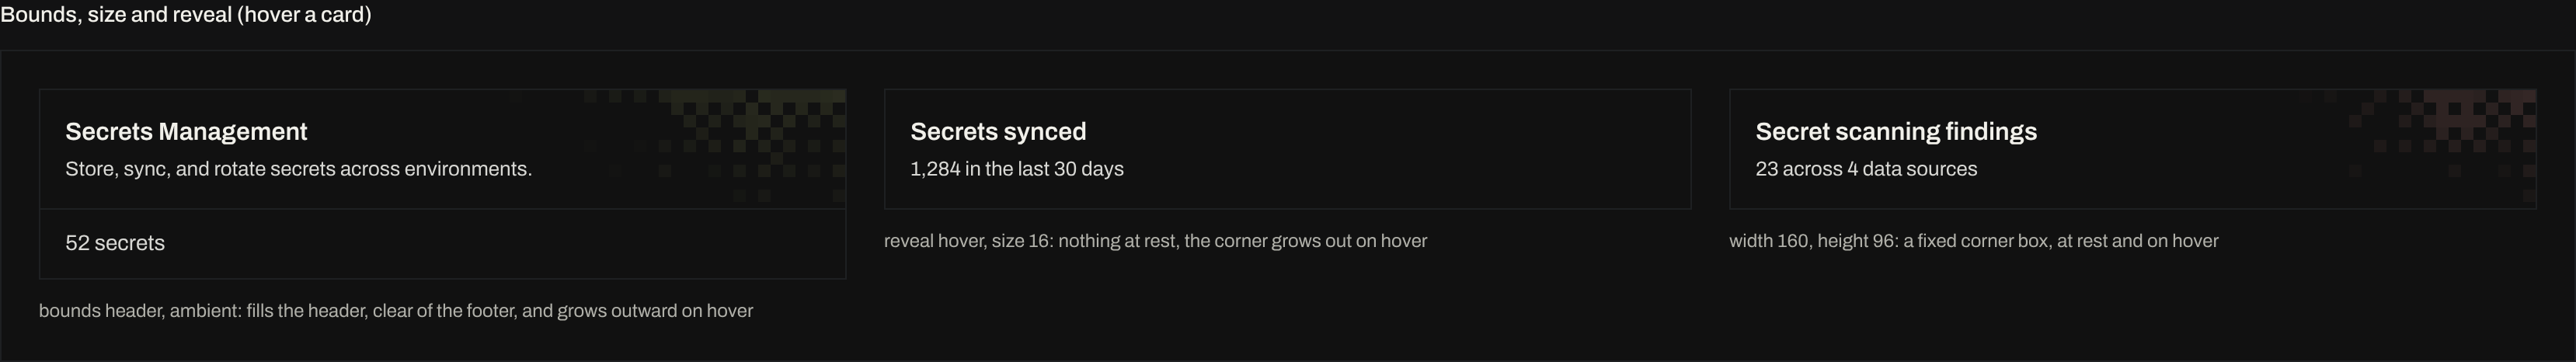 Bounds, size and reveal (hover a card)
Secrets Management
Store, sync, and rotate secrets across environments.
52 secrets
bounds header, ambient: fills the header, clear of the footer, and grows outward on hover
Secrets synced
1,284 in the last 30 days
reveal hover, size 16: nothing at rest, the corner grows out on hover
Secret scanning findings
23 across 4 data sources
width 160, height 96: a fixed corner box, at rest and on hover